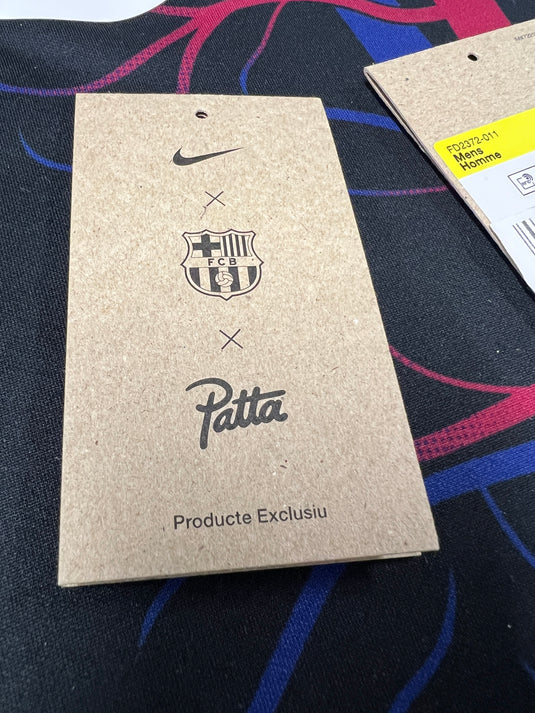 ×
FCB
×
Patta
Producte Exclusiu
FD2372-011
Mens
Homme